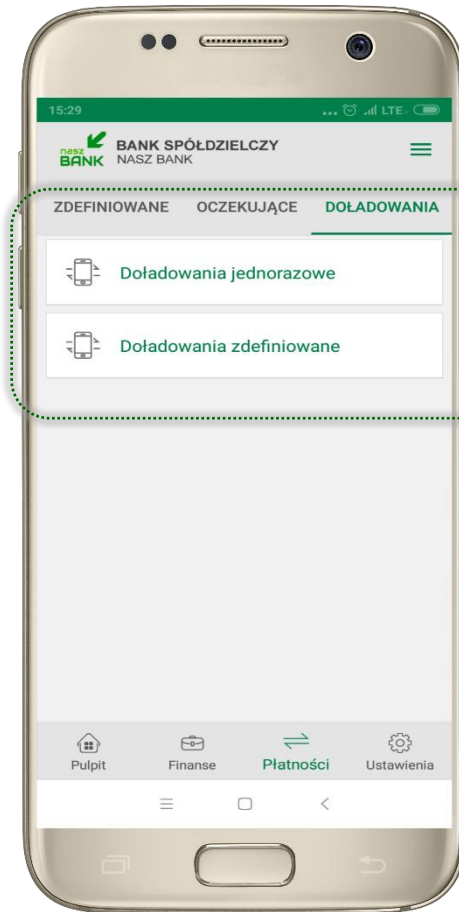 15:29 ... LTE
nasz
BANK
BANK SPÓŁDZIELCZY
NASZ BANK
ZDEFINIOWANE OCZEKUJĄCE DOŁADOWANIA
Doładowania jednorazowe
Doładowania zdefiniowane
Pulpit Finanse Płatności Ustawienia